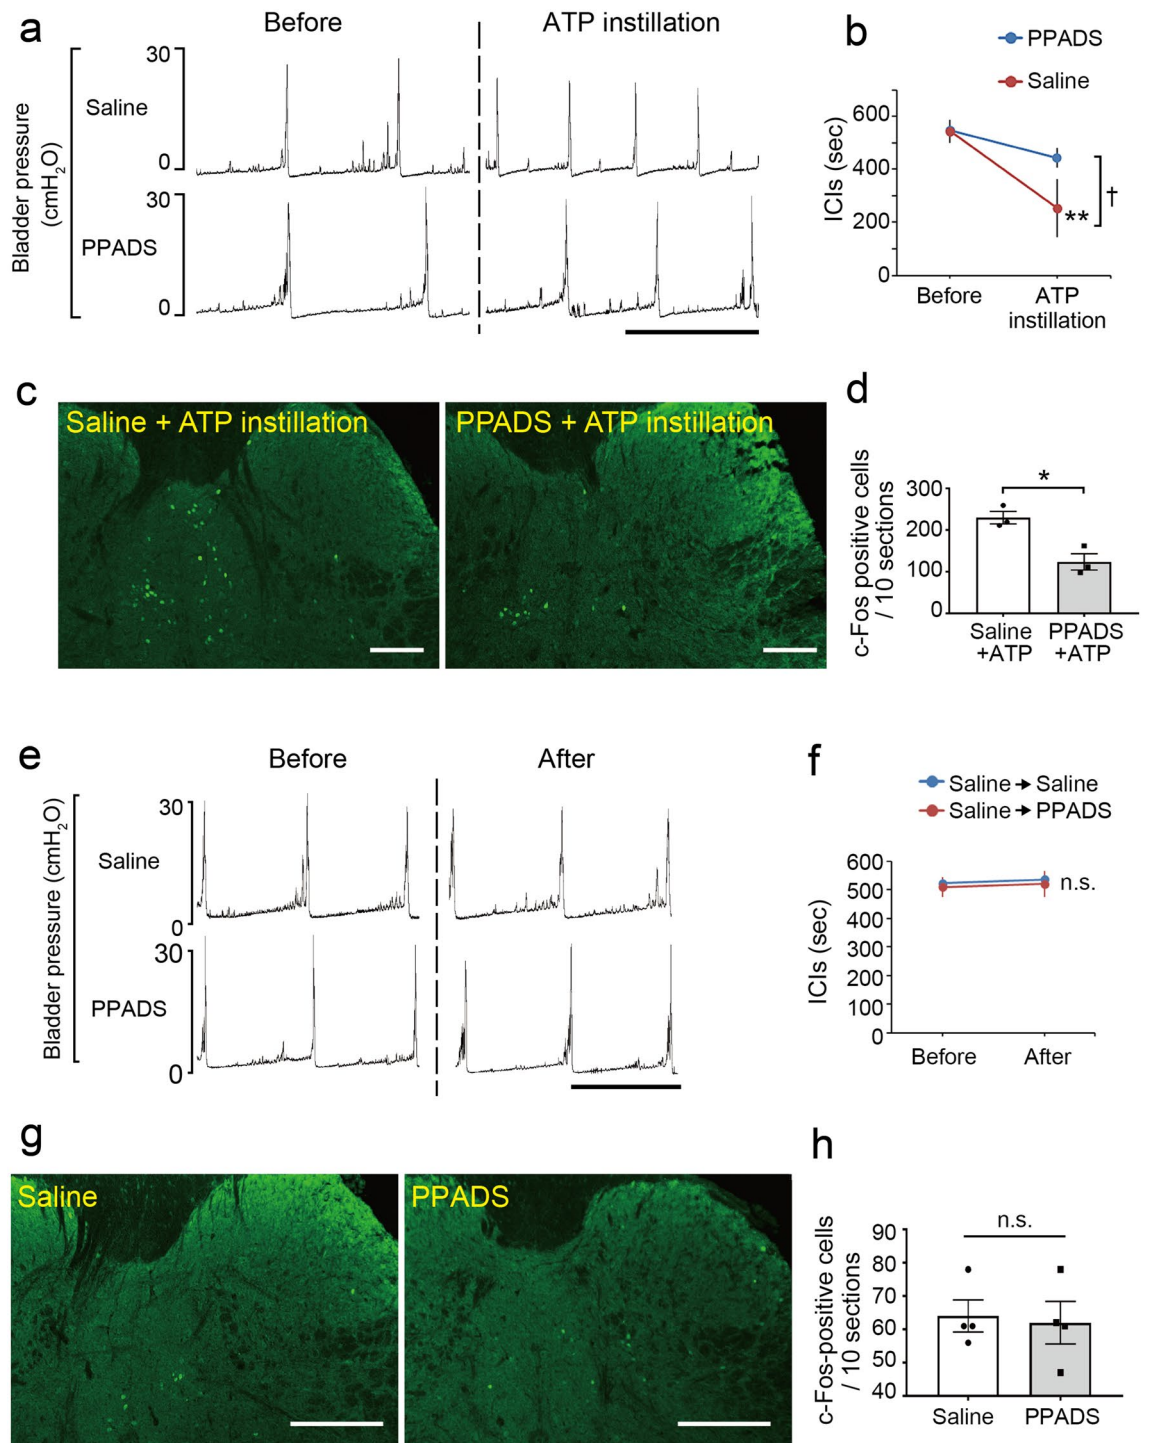 a
Before
ATP instillation
Bladder pressure
(cmH2O)
Saline
30
0
PPADS
30
0
b
PPADS
Saline
ICIs (sec)
600
400
200
0
**
†
Before
ATP
instillation
c
Saline + ATP instillation
PPADS + ATP instillation
d
c-Fos positive cells
/ 10 sections
300
200
100
0
*
Saline
+ATP
PPADS
+ATP
e
Before
After
Bladder pressure (cmH2O)
Saline
30
0
PPADS
30
0
f
Saline → Saline
Saline → PPADS
ICIs (sec)
600
500
400
300
200
100
0
n.s.
Before
After
g
Saline
PPADS
h
c-Fos-positive cells
/ 10 sections
90
80
70
60
50
40
n.s.
Saline
PPADS